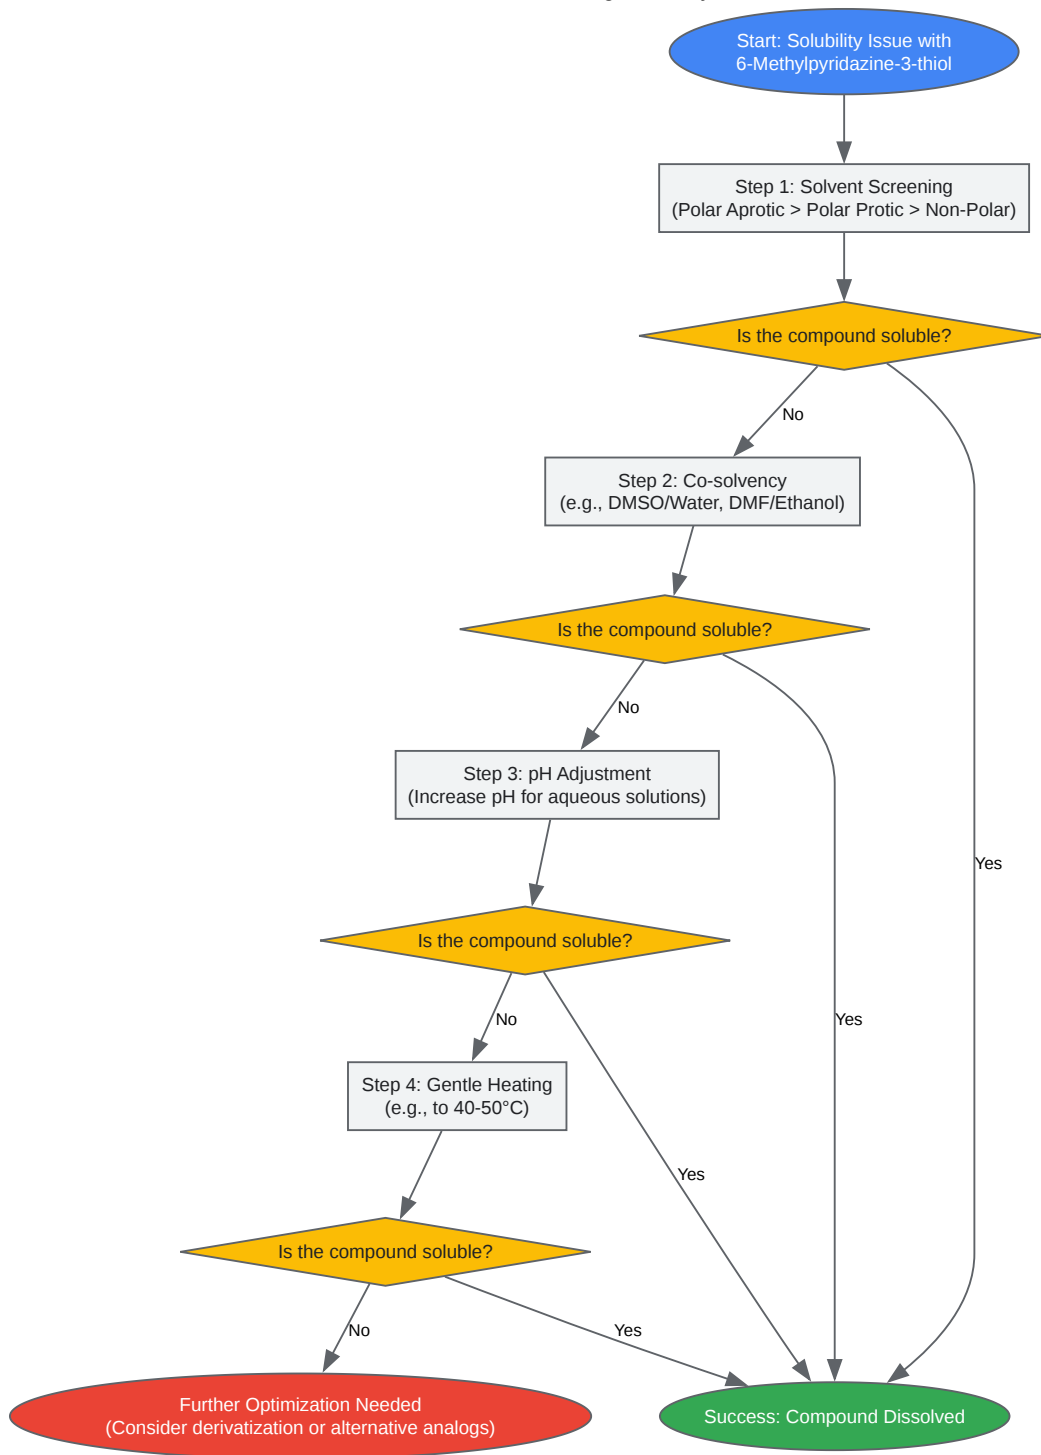 Start: Solubility Issue with
6-Methylpyridazine-3-thiol
Step 1: Solvent Screening
(Polar Aprotic > Polar Protic > Non-Polar)
Is the compound soluble?
No
Step 2: Co-solvency
(e.g., DMSO/Water, DMF/Ethanol)
Is the compound soluble?
No
Step 3: pH Adjustment
(Increase pH for aqueous solutions)
Yes
Is the compound soluble?
No
Yes
Step 4: Gentle Heating
(e.g., to 40-50°C)
Yes
Is the compound soluble?
No
Yes
Further Optimization Needed
(Consider derivatization or alternative analogs)
Success: Compound Dissolved